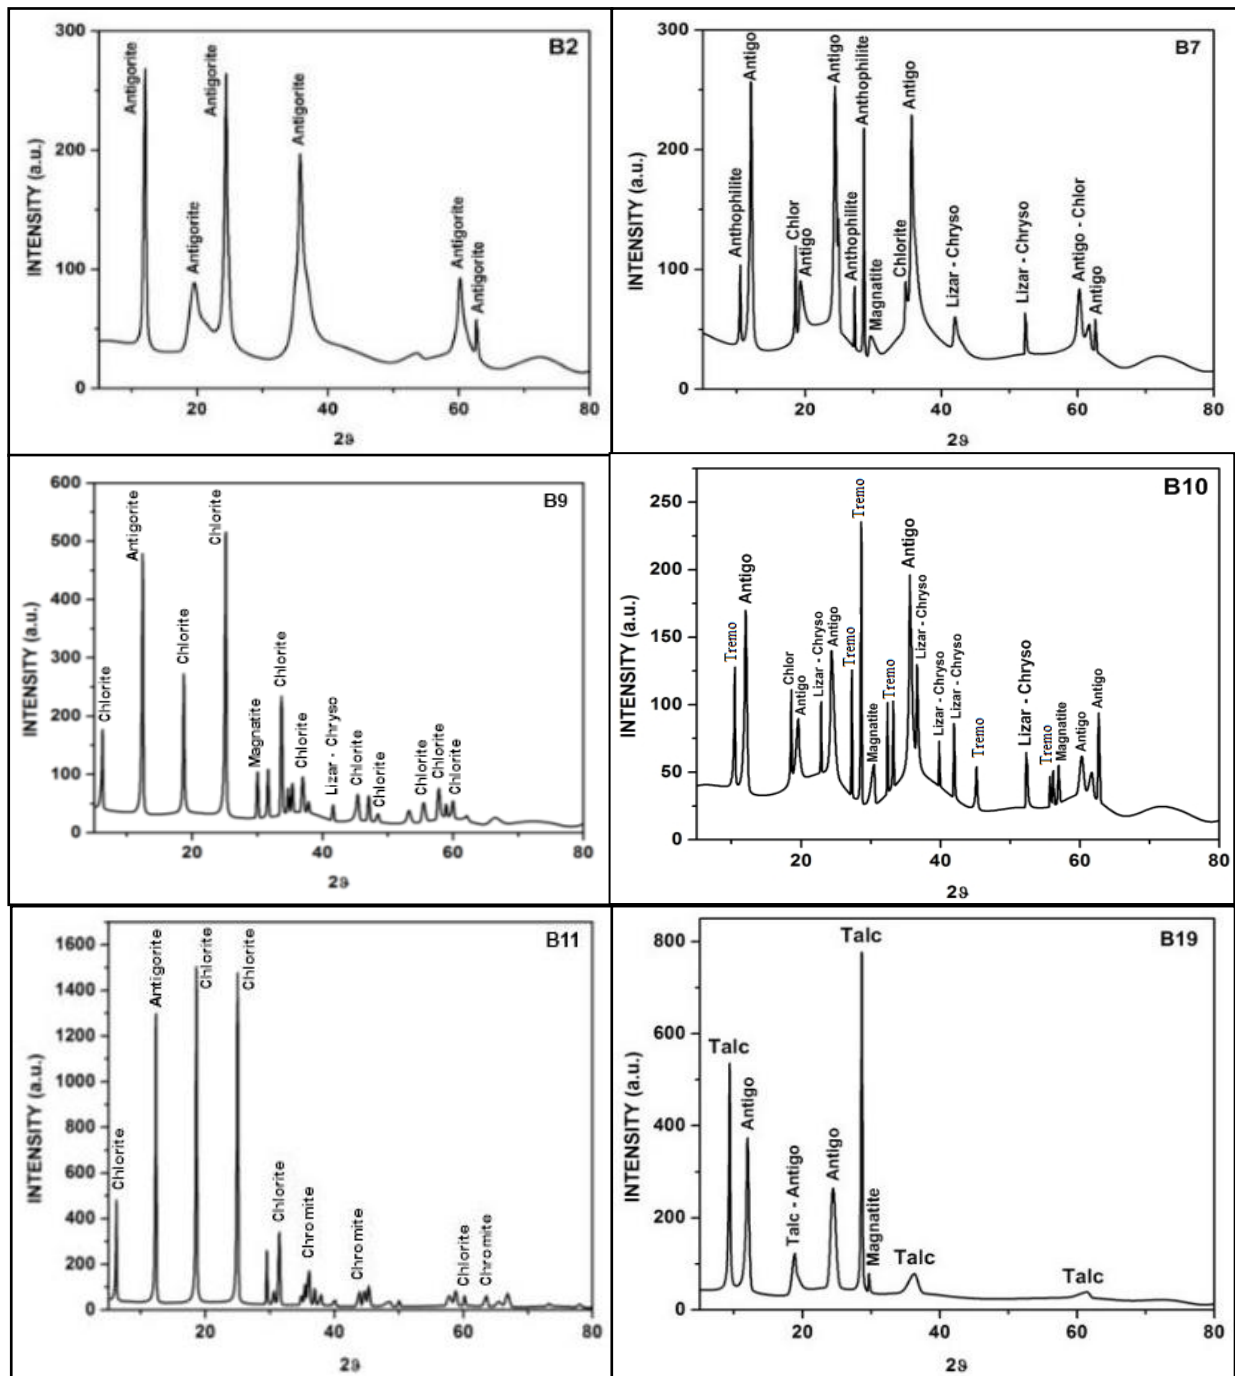 B2
300
200
100
0
20
40
60
80
INTENSITY (a.u.)
2ϑ
Antigorite
Antigorite
Antigorite
Antigorite
Antigorite
Antigorite
B7
300
200
100
0
20
40
60
80
INTENSITY (a.u.)
2ϑ
Anthophilite
Antigo
Chlor
Antigo
Antigo
Anthophilite
Anthophilite
Magnatite
Chlorite
Antigo
Lizar - Chryso
Lizar - Chryso
Antigo - Chlor
Antigo
B9
600
500
400
300
200
100
0
20
40
60
80
INTENSITY (a.u.)
2ϑ
Chlorite
Antigorite
Chlorite
Chlorite
Magnatite
Chlorite
Chlorite
Lizar - Chryso
Chlorite
Chlorite
Chlorite
Chlorite
Chlorite
B10
250
200
150
100
50
0
20
40
60
80
INTENSITY (a.u.)
2ϑ
Tremo
Antigo
Chlor
Antigo
Lizar - Chryso
Antigo
Tremo
Tremo
Magnatite
Tremo
Antigo
Lizar - Chryso
Lizar - Chryso
Lizar - Chryso
Tremo
Lizar - Chryso
Tremo
Magnatite
Antigo
Antigo
B11
1600
1400
1200
1000
800
600
400
200
0
20
40
60
80
INTENSITY (a.u.)
2ϑ
Chlorite
Antigorite
Chlorite
Chlorite
Chlorite
Chromite
Chromite
Chlorite
Chromite
B19
800
600
400
200
0
20
40
60
80
INTENSITY (a.u.)
2ϑ
Talc
Antigo
Talc - Antigo
Antigo
Talc
Magnatite
Talc
Talc